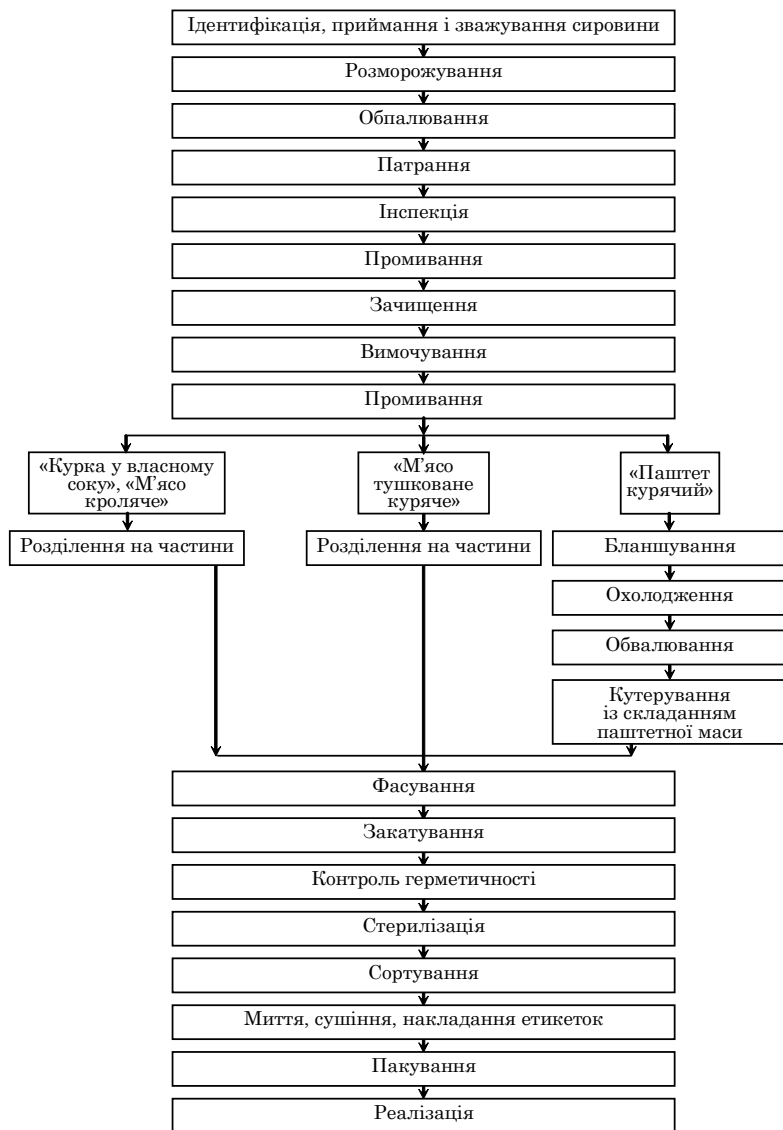 Ідентифікація, приймання і зважування сировини
Розморожування
Обпалювання
Патрання
Інспекція
Промивання
Зачищення
Вимочування
Промивання
«Курка у власному
соку», «М'ясо
кроляче»
«М'ясо
тушковане
куряче»
«Паштет
курячий»
Розділення на частини
Розділення на частини
Бланшування
Охолодження
Обвалювання
Кутерування
із складанням
паштетної маси
Фасування
Закатування
Контроль герметичності
Стерилізація
Сортування
Миття, сушіння, накладання етикеток
Пакування
Реалізація